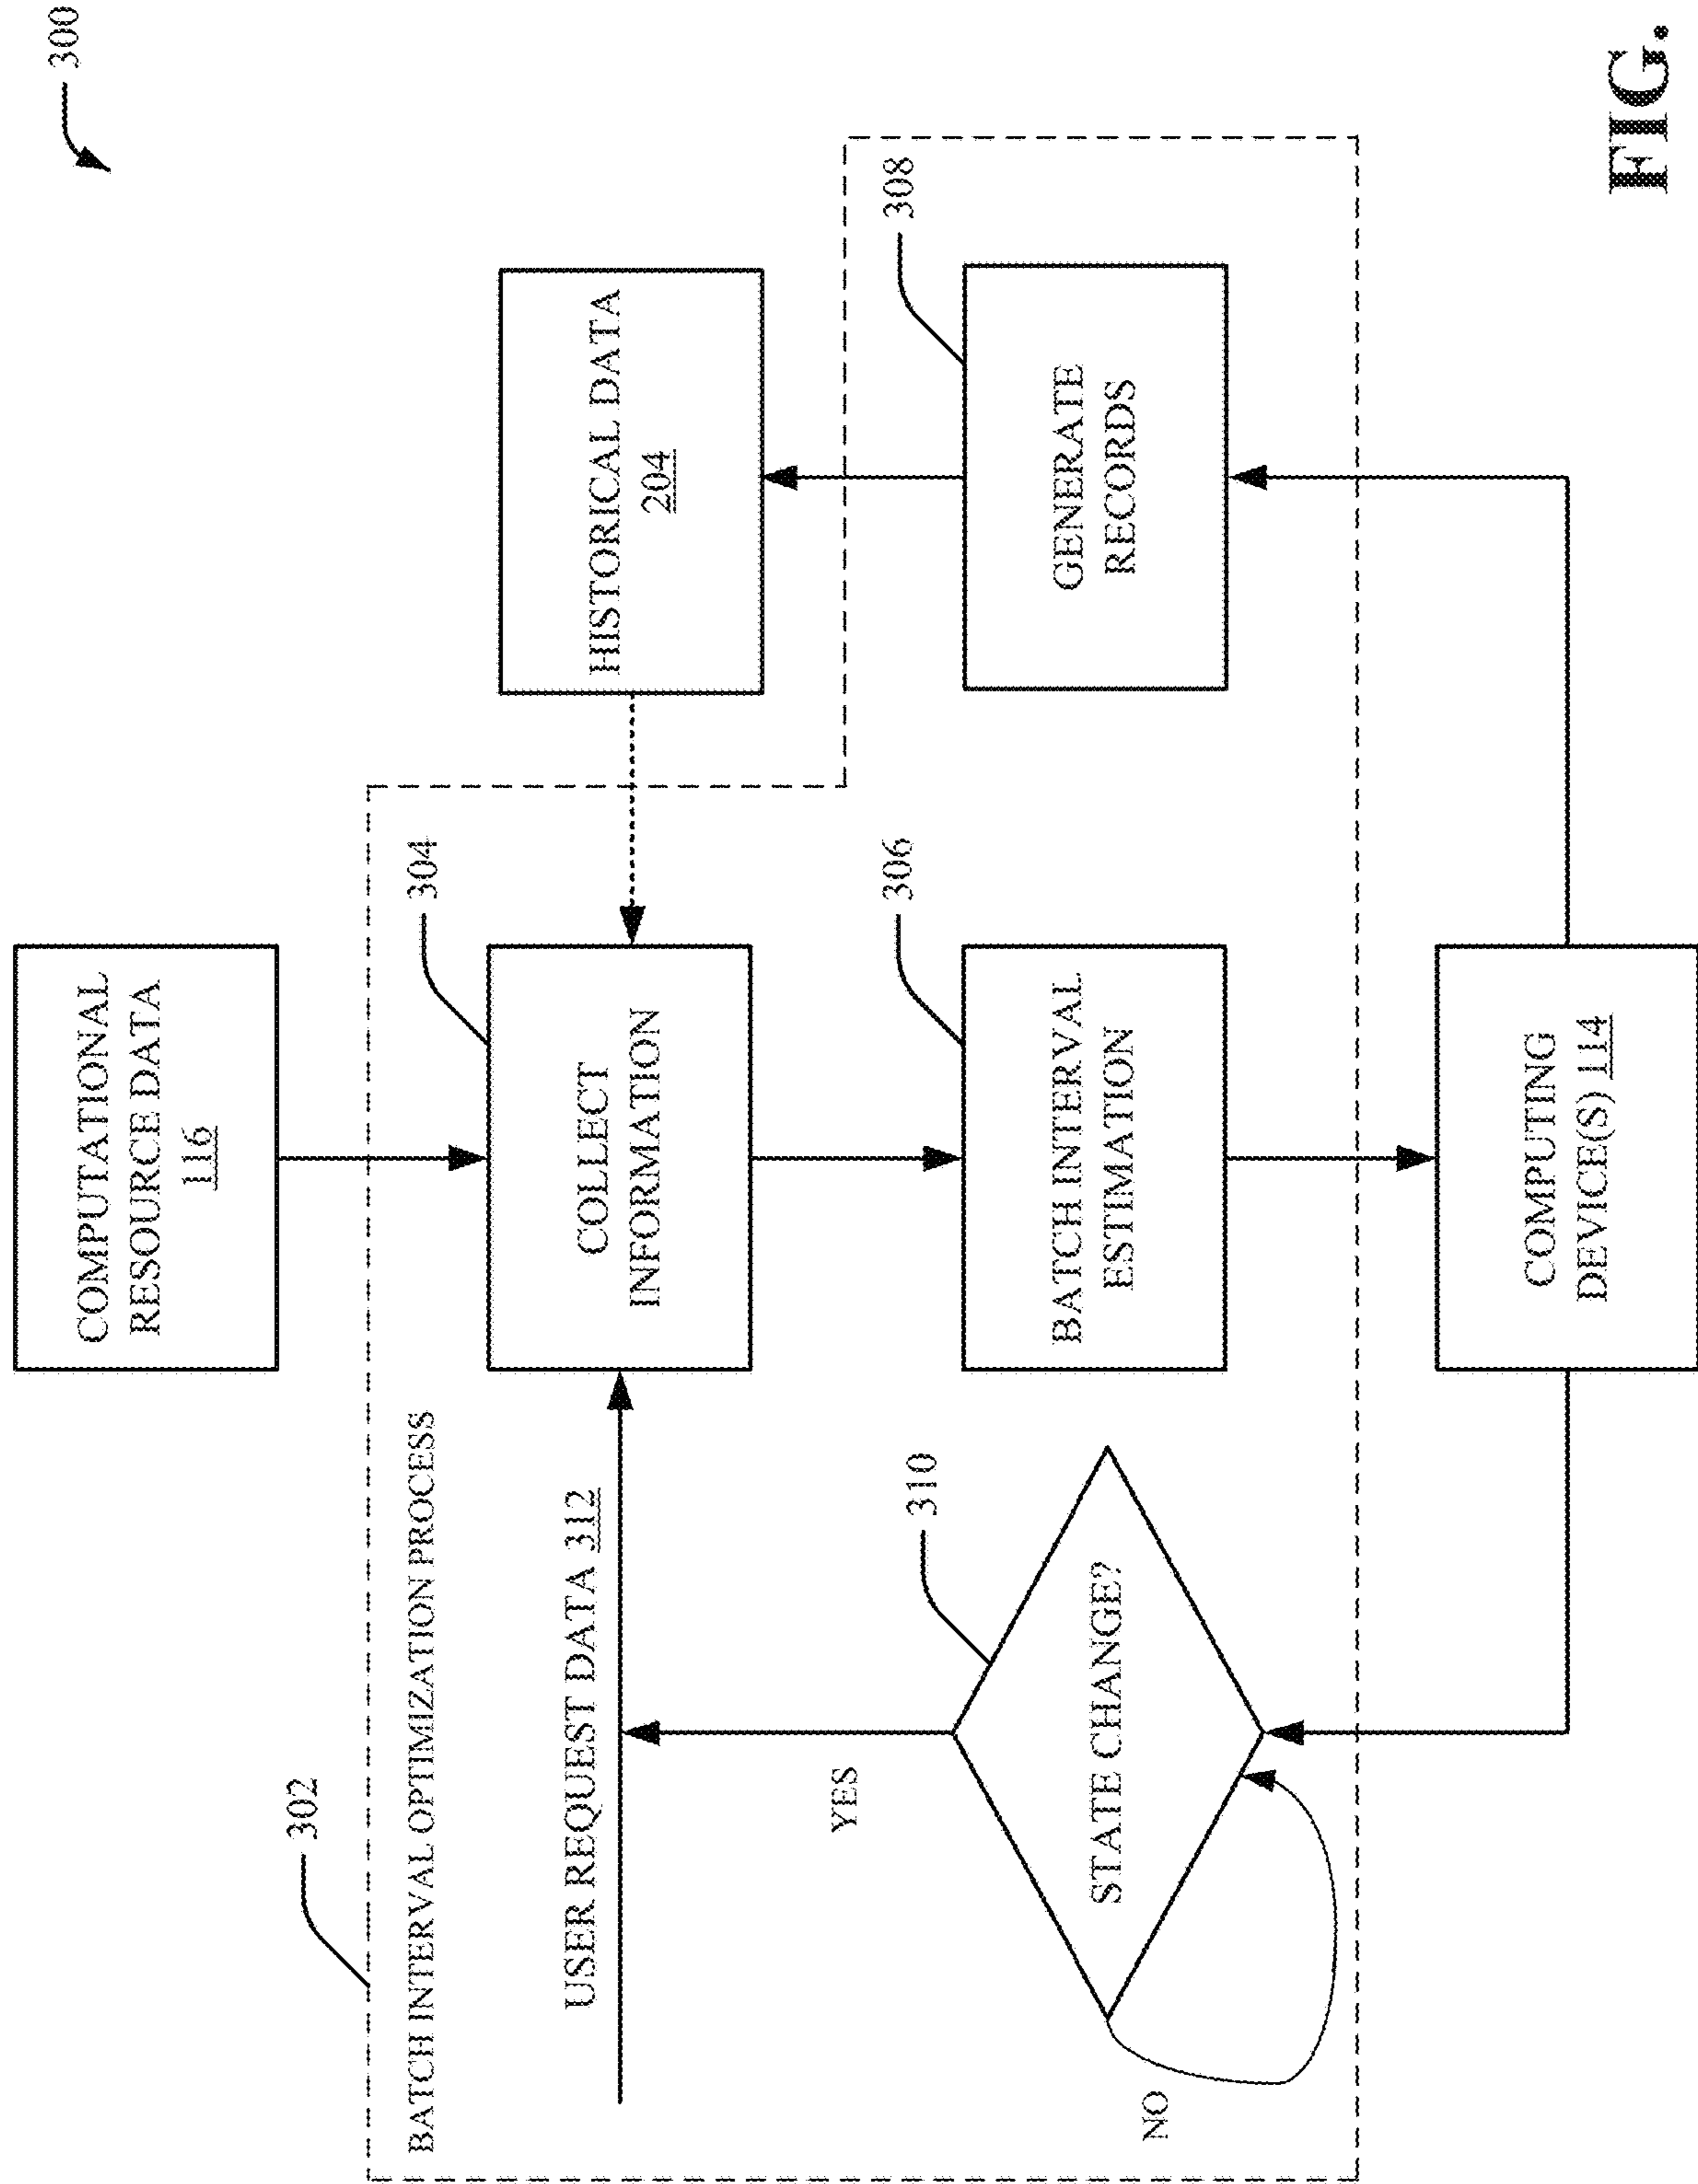 300
COMPUTATIONAL
RESOURCE DATA
116
302
BATCH INTERVAL OPTIMIZATION PROCESS
304
USER REQUEST DATA 312
COLLECT
INFORMATION
HISTORICAL DATA
204
YES
310
306
308
STATE CHANGE?
BATCH INTERVAL
ESTIMATION
GENERATE
RECORDS
NO
COMPUTING
DEVICE(S) 114
FIG.